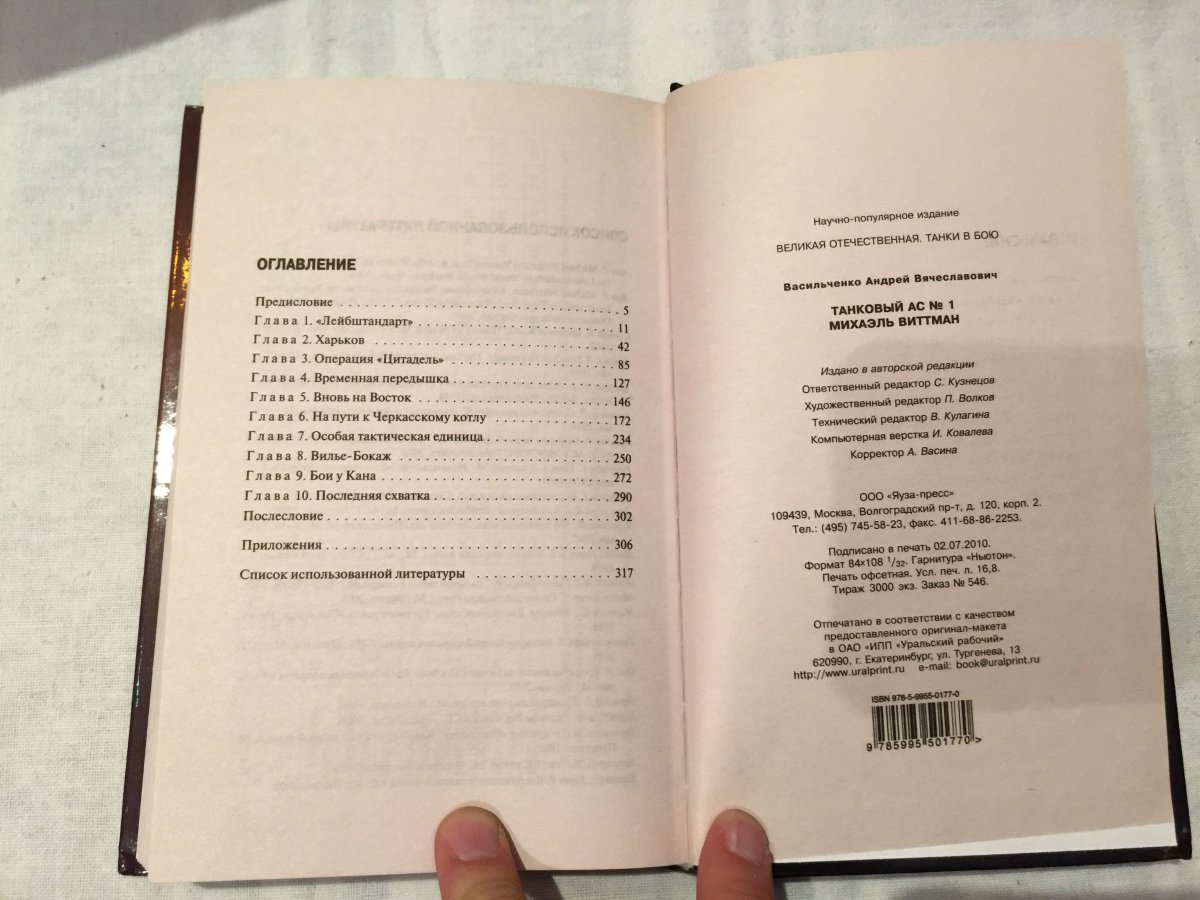 ОГЛАВЛЕНИЕ
Предисловие . . . . . . . . . . . . . . . . . . . . . . . . . . . . . . . . 5
Глава 1. «Лейбштандарт» . . . . . . . . . . . . . . . . . . . . . . 11
Глава 2. Харьков . . . . . . . . . . . . . . . . . . . . . . . . . . . 42
Глава 3. Операция «Цитадель» . . . . . . . . . . . . . . . . . . 85
Глава 4. Временная передышка . . . . . . . . . . . . . . . . . 127
Глава 5. Вновь на Восток . . . . . . . . . . . . . . . . . . . . . 146
Глава 6. На пути к Черкасскому котлу . . . . . . . . . . . . 172
Глава 7. Особая тактическая единица . . . . . . . . . . . . . 234
Глава 8. Вилье-Бокаж . . . . . . . . . . . . . . . . . . . . . . . 250
Глава 9. Бои у Кана . . . . . . . . . . . . . . . . . . . . . . . . . 272
Глава 10. Последняя схватка . . . . . . . . . . . . . . . . . . . 290
Послесловие . . . . . . . . . . . . . . . . . . . . . . . . . . . . . . 302
Приложения . . . . . . . . . . . . . . . . . . . . . . . . . . . . . . 306
Список использованной литературы . . . . . . . . . . . . . . 317
Научно-популярное издание
ВЕЛИКАЯ ОТЕЧЕСТВЕННАЯ. ТАНКИ В БОЮ
Васильченко Андрей Вячеславович
ТАНКОВЫЙ АС № 1
МИХАЭЛЬ ВИТТМАН
Издано в авторской редакции
Ответственный редактор С. Кузнецов
Художественный редактор П. Волков
Технический редактор В. Кулагина
Компьютерная верстка И. Ковалева
Корректор А. Васина
ООО «Яуза-пресс»
109439, Москва, Волгоградский пр-т, д. 120, корп. 2.
Тел.: (495) 745-58-23, факс. 411-68-86-2253.
Подписано в печать 02.07.2010.
Формат 84×108 1/32. Гарнитура «Ньютон».
Печать офсетная. Усл. печ. л. 16,8.
Тираж 3000 экз. Заказ № 546.
Отпечатано в соответствии с качеством
предоставленного оригинал-макета
в ОАО «ИПП «Уральский рабочий»
620990, г. Екатеринбург, ул. Тургенева, 13
http://www.uralprint.ru e-mail: book@uralprint.ru
ISBN 978-5-9955-0177-0
9 785995 501770 >